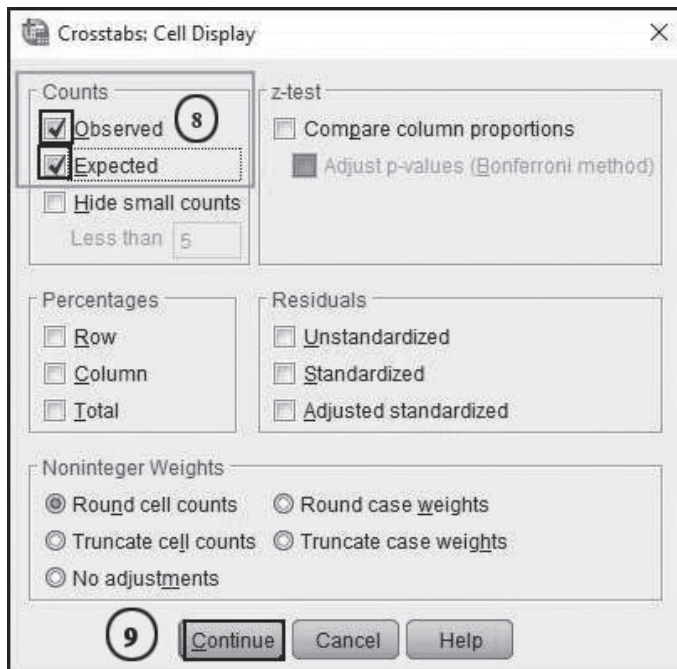 Crosstabs: Cell Display
Counts
8
Observed
Expected
Hide small counts
Less than 5
z-test
Compare column proportions
Adjust p-values (Bonferroni method)
Percentages
Row
Column
Total
Residuals
Unstandardized
Standardized
Adjusted standardized
Noninteger Weights
Round cell counts
Round case weights
Truncate cell counts
Truncate case weights
No adjustments
9
Continue
Cancel
Help